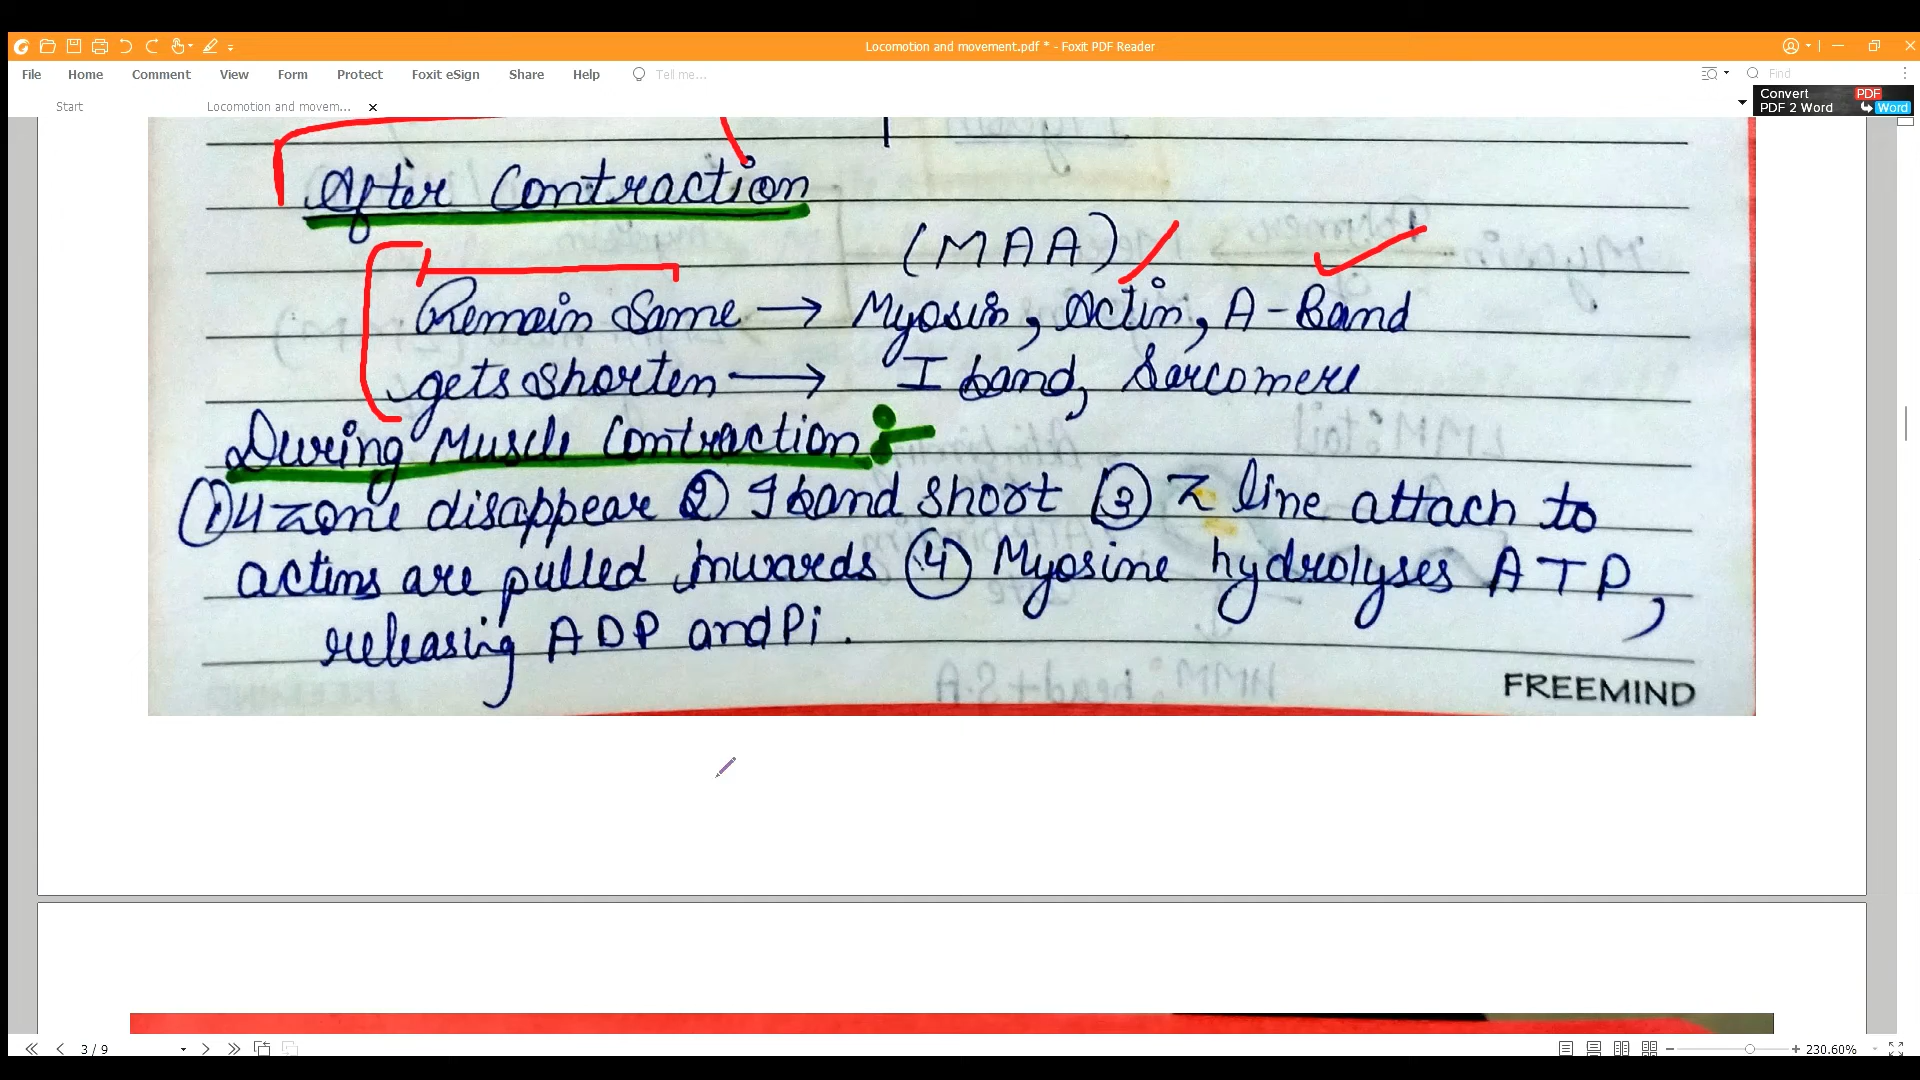 Locomotion and movement.pdf * - Foxit PDF Reader
File Home Comment View Form Protect Foxit eSign Share Help Tell me... Find
Start Locomotion and movem... Convert PDF 2 Word PDF Word
After Contraction
(MAA)
Remain Same → Myosin, Actin, A-Band
gets shorten → I band, Sarcomere
During Muscle Contraction :-
① H zone disappear ② I band short ③ Z line attach to
actins are pulled inwards ④ Myosine hydrolyses ATP,
releasing ADP and Pi.
FREEMIND
3 / 9 230.60%